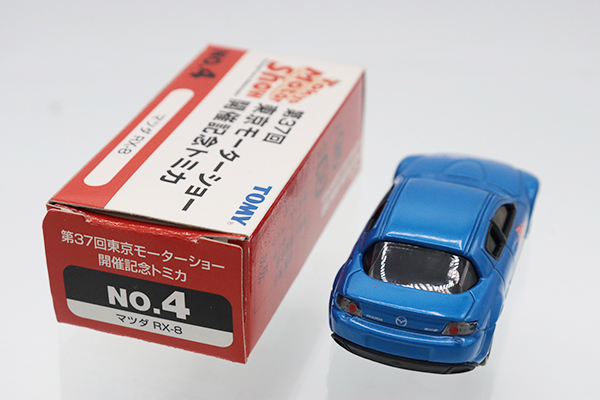 NO.4
マツダ RX-8
Tokyo
Motor
Show
第37回
東京モーターショー
開催記念トミカ
TOMY
第37回東京モーターショー
開催記念トミカ
NO.4
マツダ RX-8